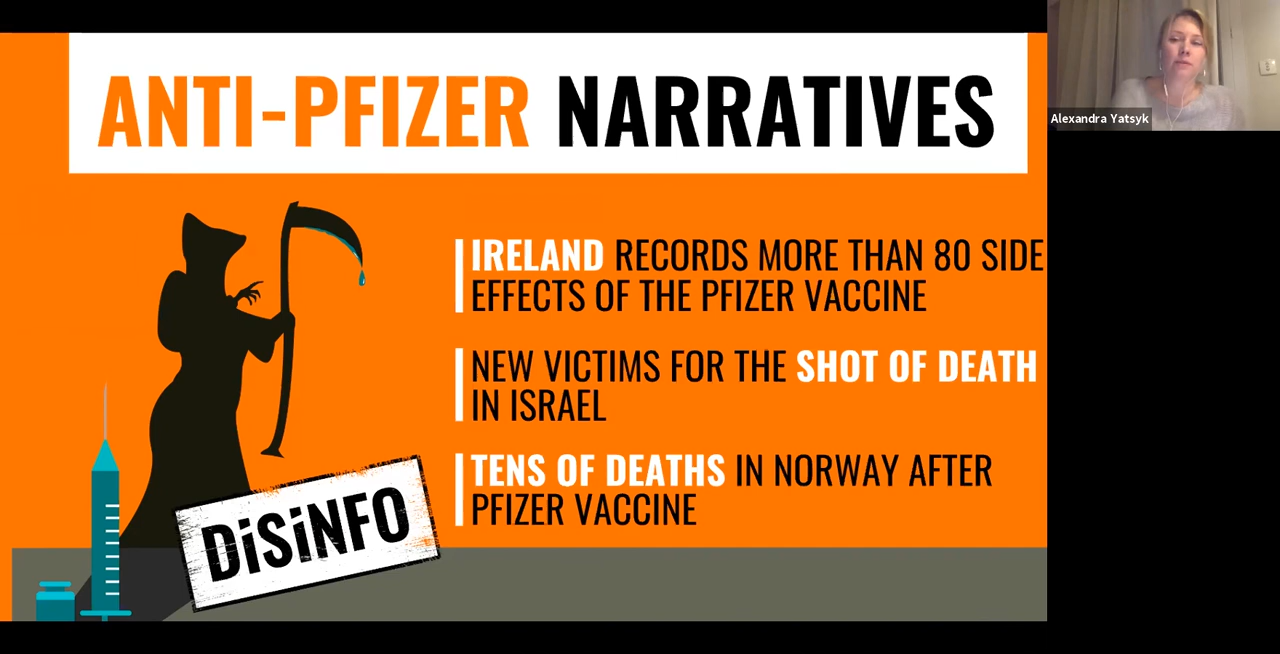 ANTI-PFIZER NARRATIVES
Alexandra Yatsyk
IRELAND RECORDS MORE THAN 80 SIDE
EFFECTS OF THE PFIZER VACCINE
NEW VICTIMS FOR THE SHOT OF DEATH
IN ISRAEL
TENS OF DEATHS IN NORWAY AFTER
PFIZER VACCINE
DiSiNFO